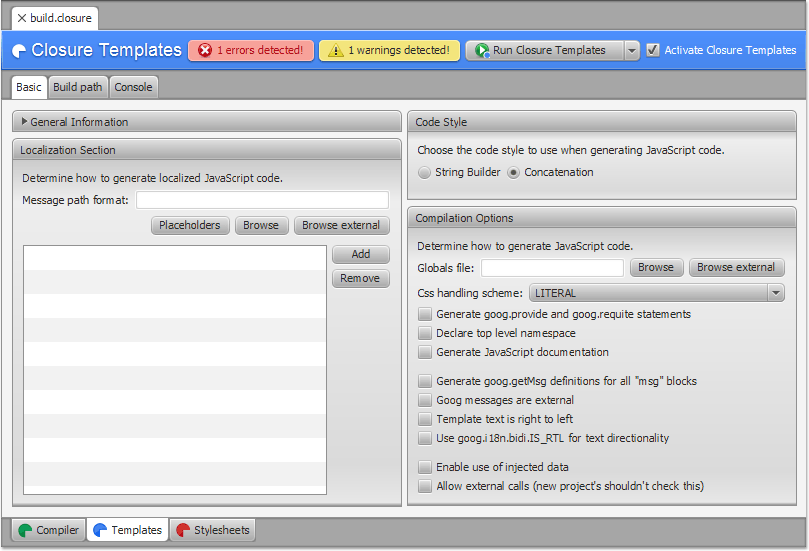 build.closure
Closure Templates
1 errors detected!
1 warnings detected!
Run Closure Templates
Activate Closure Templates
Basic
Build path
Console
General Information
Localization Section
Determine how to generate localized JavaScript code.
Message path format:
Placeholders
Browse
Browse external
Add
Remove
Code Style
Choose the code style to use when generating JavaScript code.
String Builder
Concatenation
Compilation Options
Determine how to generate JavaScript code.
Globals file:
Browse
Browse external
Css handling scheme:
LITERAL
Generate goog.provide and goog.requite statements
Declare top level namespace
Generate JavaScript documentation
Generate goog.getMsg definitions for all "msg" blocks
Goog messages are external
Template text is right to left
Use goog.i18n.bidi.IS_RTL for text directionality
Enable use of injected data
Allow external calls (new project's shouldn't check this)
Compiler
Templates
Stylesheets